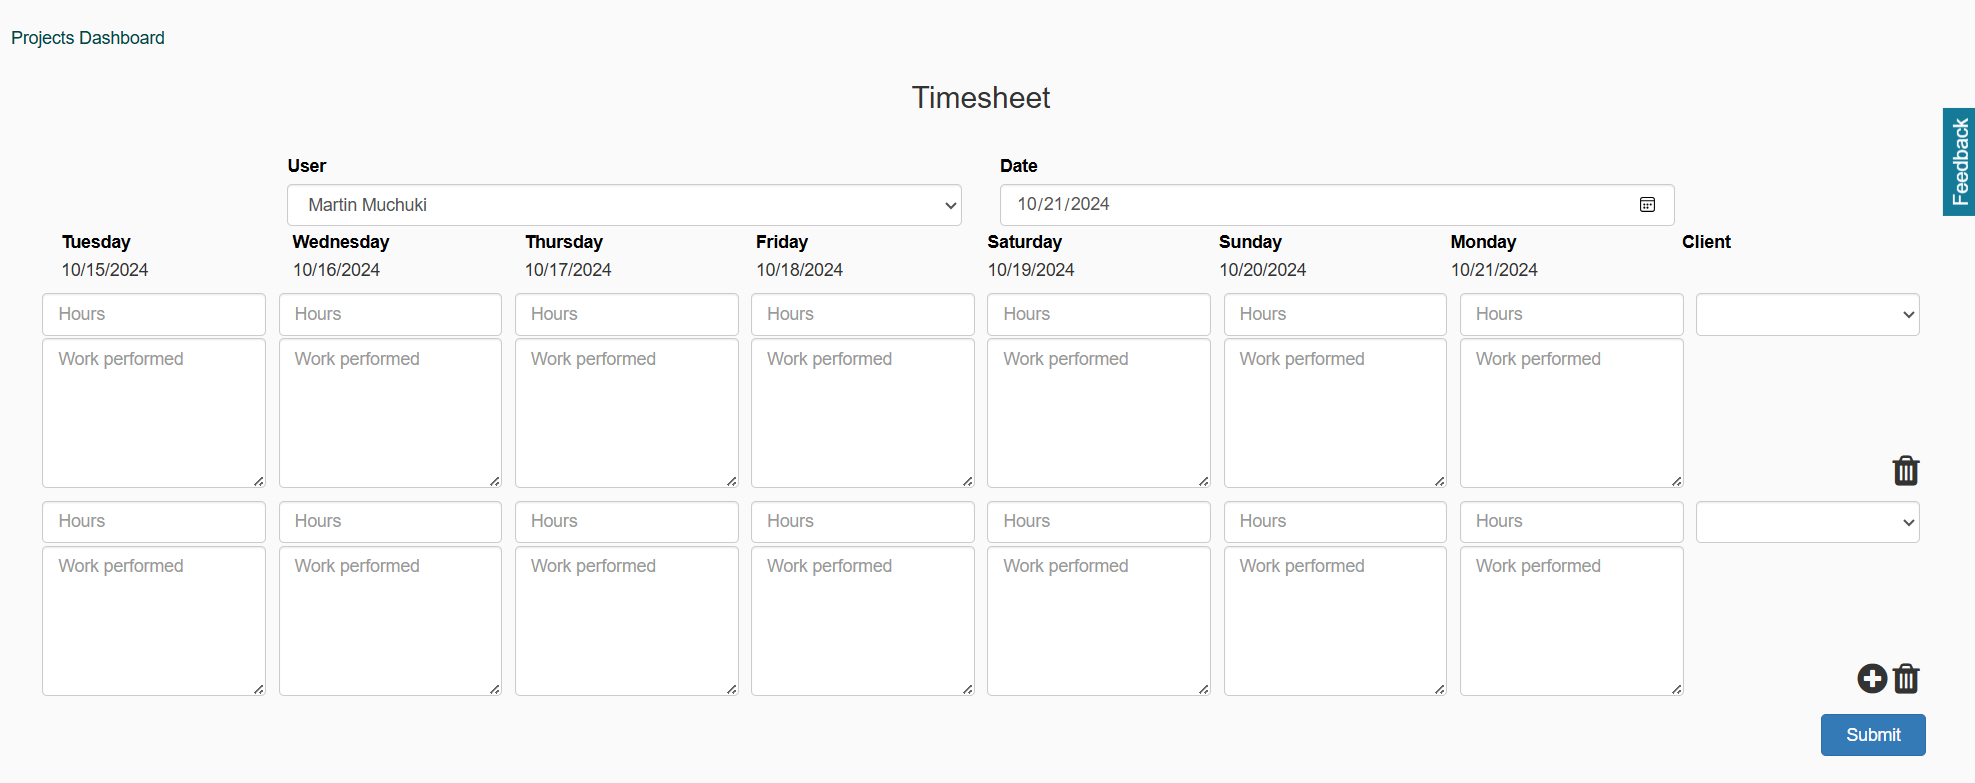 Projects Dashboard
Timesheet
Feedback
User Date
Martin Muchuki 10/21/2024
Tuesday Wednesday Thursday Friday Saturday Sunday Monday Client
10/15/2024 10/16/2024 10/17/2024 10/18/2024 10/19/2024 10/20/2024 10/21/2024
Hours Hours Hours Hours Hours Hours Hours
Work performed Work performed Work performed Work performed Work performed Work performed Work performed
Hours Hours Hours Hours Hours Hours Hours
Work performed Work performed Work performed Work performed Work performed Work performed Work performed
Submit